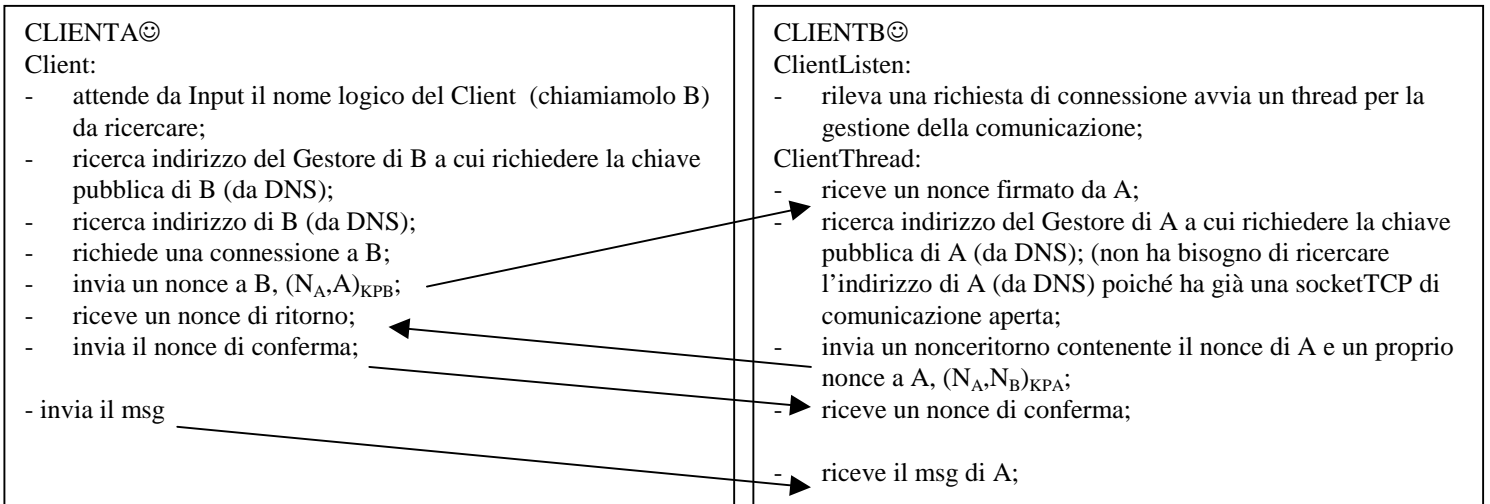 CLIENTA☺
Client:
- attende da Input il nome logico del Client (chiamiamolo B)
da ricercare;
- ricerca indirizzo del Gestore di B a cui richiedere la chiave
pubblica di B (da DNS);
- ricerca indirizzo di B (da DNS);
- richiede una connessione a B;
- invia un nonce a B, (N_A,A)_KPB;
- riceve un nonce di ritorno;
- invia il nonce di conferma;
- invia il msg
CLIENTB☺
ClientListen:
- rileva una richiesta di connessione avvia un thread per la
gestione della comunicazione;
ClientThread:
- riceve un nonce firmato da A;
- ricerca indirizzo del Gestore di A a cui richiedere la chiave
pubblica di A (da DNS); (non ha bisogno di ricercare
l’indirizzo di A (da DNS) poiché ha già una socketTCP di
comunicazione aperta;
- invia un nonceritorno contenente il nonce di A e un proprio
nonce a A, (N_A,N_B)_KPA;
- riceve un nonce di conferma;
- riceve il msg di A;